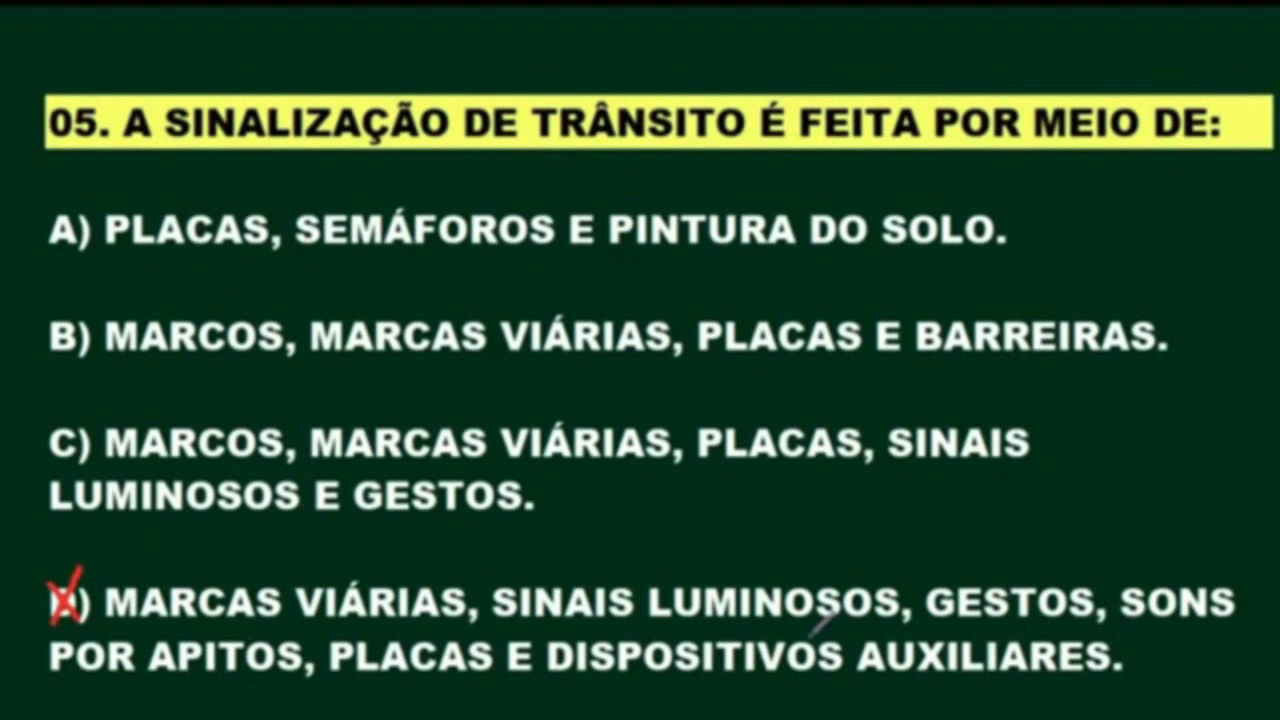 05. A SINALIZAÇÃO DE TRÂNSITO É FEITA POR MEIO DE:
A) PLACAS, SEMÁFOROS E PINTURA DO SOLO.
B) MARCOS, MARCAS VIÁRIAS, PLACAS E BARREIRAS.
C) MARCOS, MARCAS VIÁRIAS, PLACAS, SINAIS
LUMINOSOS E GESTOS.
D) MARCAS VIÁRIAS, SINAIS LUMINOSOS, GESTOS, SONS
POR APITOS, PLACAS E DISPOSITIVOS AUXILIARES.